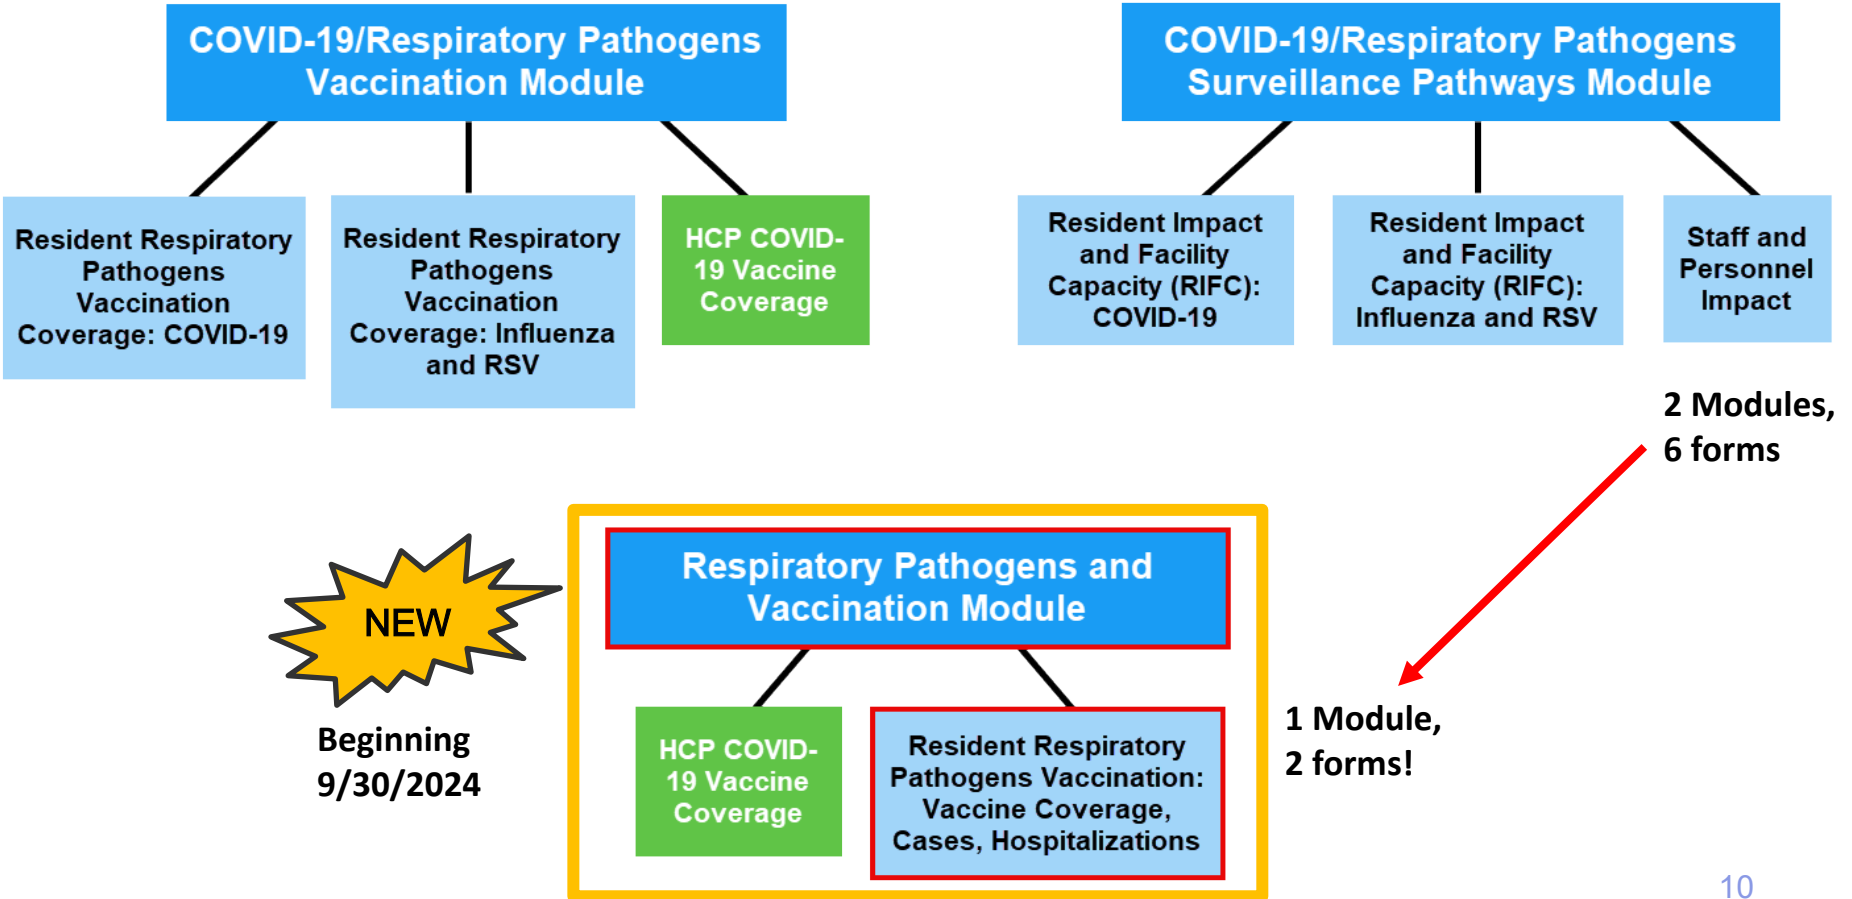 COVID-19/Respiratory Pathogens
Vaccination Module
Resident Respiratory
Pathogens
Vaccination
Coverage: COVID-19
Resident Respiratory
Pathogens
Vaccination
Coverage: Influenza
and RSV
HCP COVID-
19 Vaccine
Coverage
COVID-19/Respiratory Pathogens
Surveillance Pathways Module
Resident Impact
and Facility
Capacity (RIFC):
COVID-19
Resident Impact
and Facility
Capacity (RIFC):
Influenza and RSV
Staff and
Personnel
Impact
2 Modules,
6 forms
NEW
Beginning
9/30/2024
Respiratory Pathogens and
Vaccination Module
HCP COVID-
19 Vaccine
Coverage
Resident Respiratory
Pathogens Vaccination:
Vaccine Coverage,
Cases, Hospitalizations
1 Module,
2 forms!
10